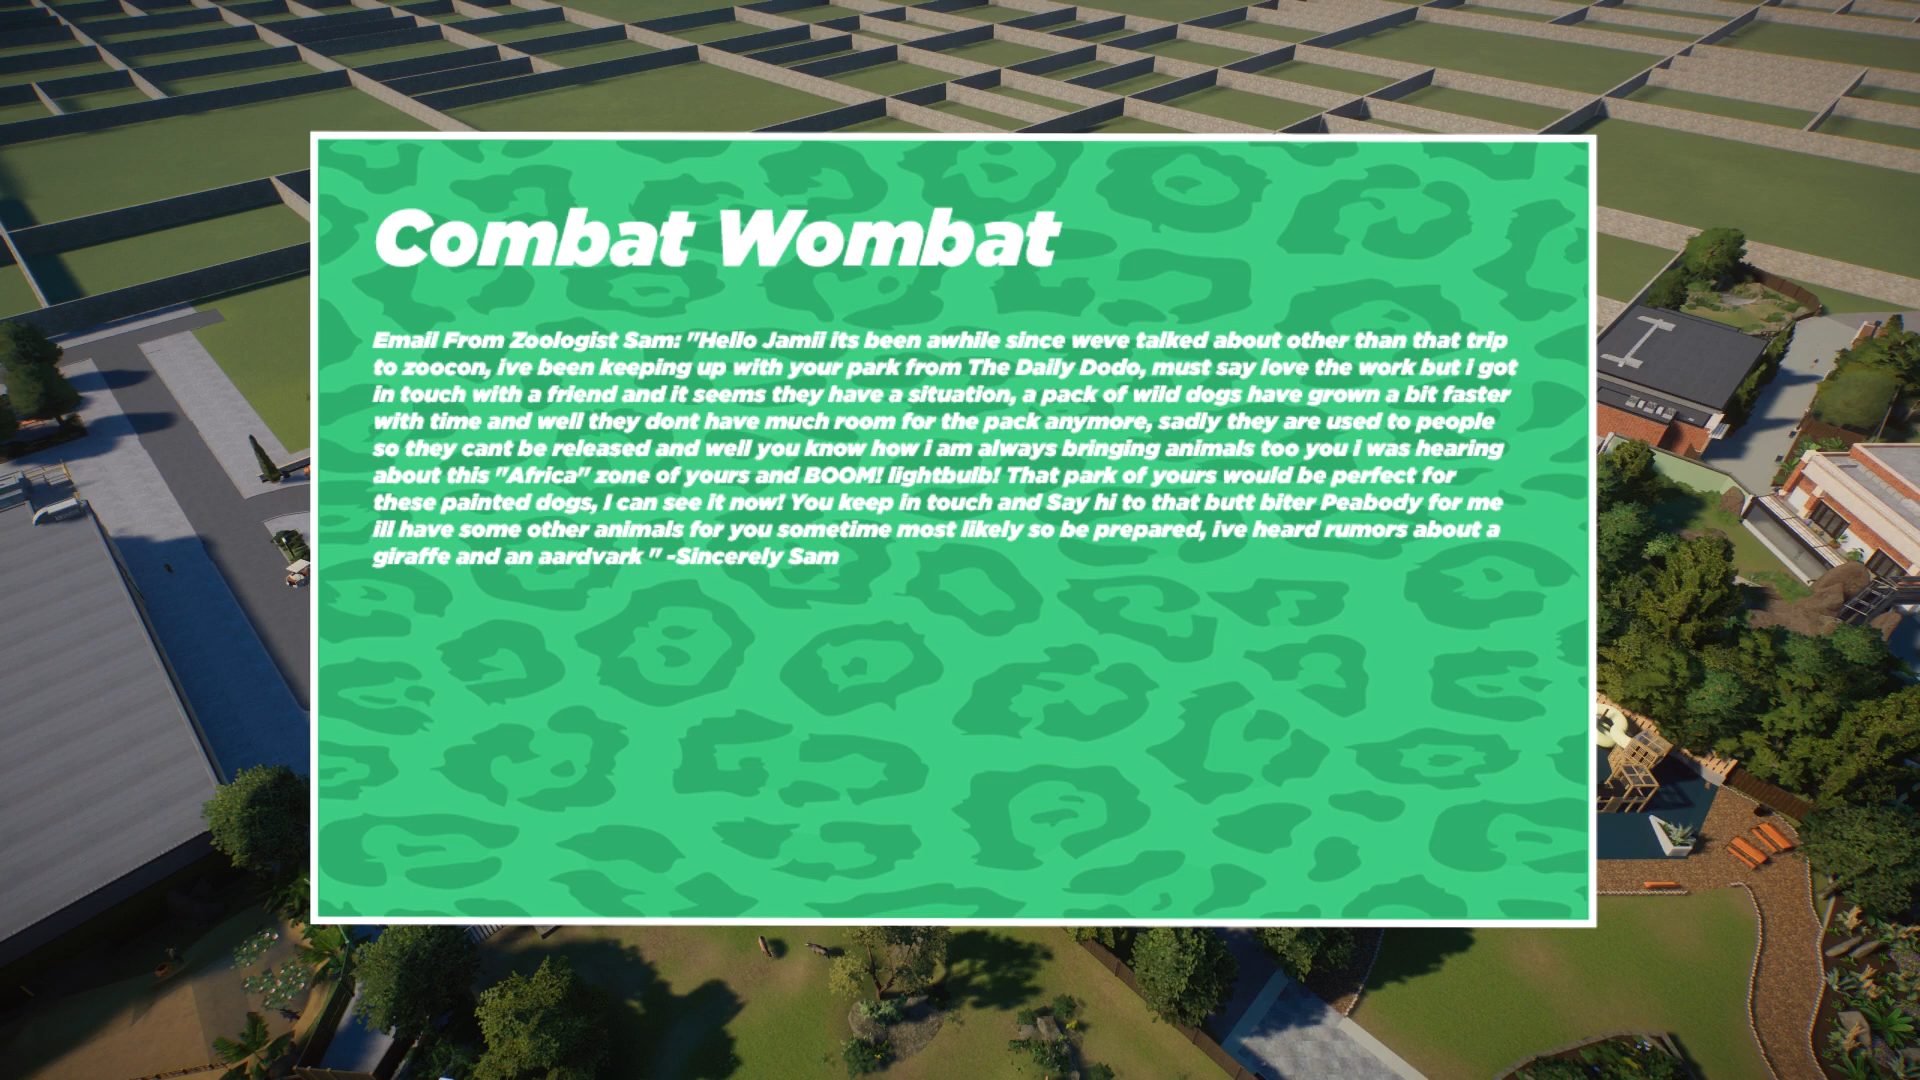 Combat Wombat
Email From Zoologist Sam: "Hello Jamii its been awhile since weve talked about other than that trip
to zoocon, ive been keeping up with your park from The Daily Dodo, must say love the work but i got
in touch with a friend and it seems they have a situation, a pack of wild dogs have grown a bit faster
with time and well they dont have much room for the pack anymore, sadly they are used to people
so they cant be released and well you know how i am always bringing animals too you i was hearing
about this "Africa" zone of yours and BOOM! lightbulb! That park of yours would be perfect for
these painted dogs, I can see it now! You keep in touch and Say hi to that butt biter Peabody for me
ill have some other animals for you sometime most likely so be prepared, ive heard rumors about a
giraffe and an aardvark " -Sincerely Sam